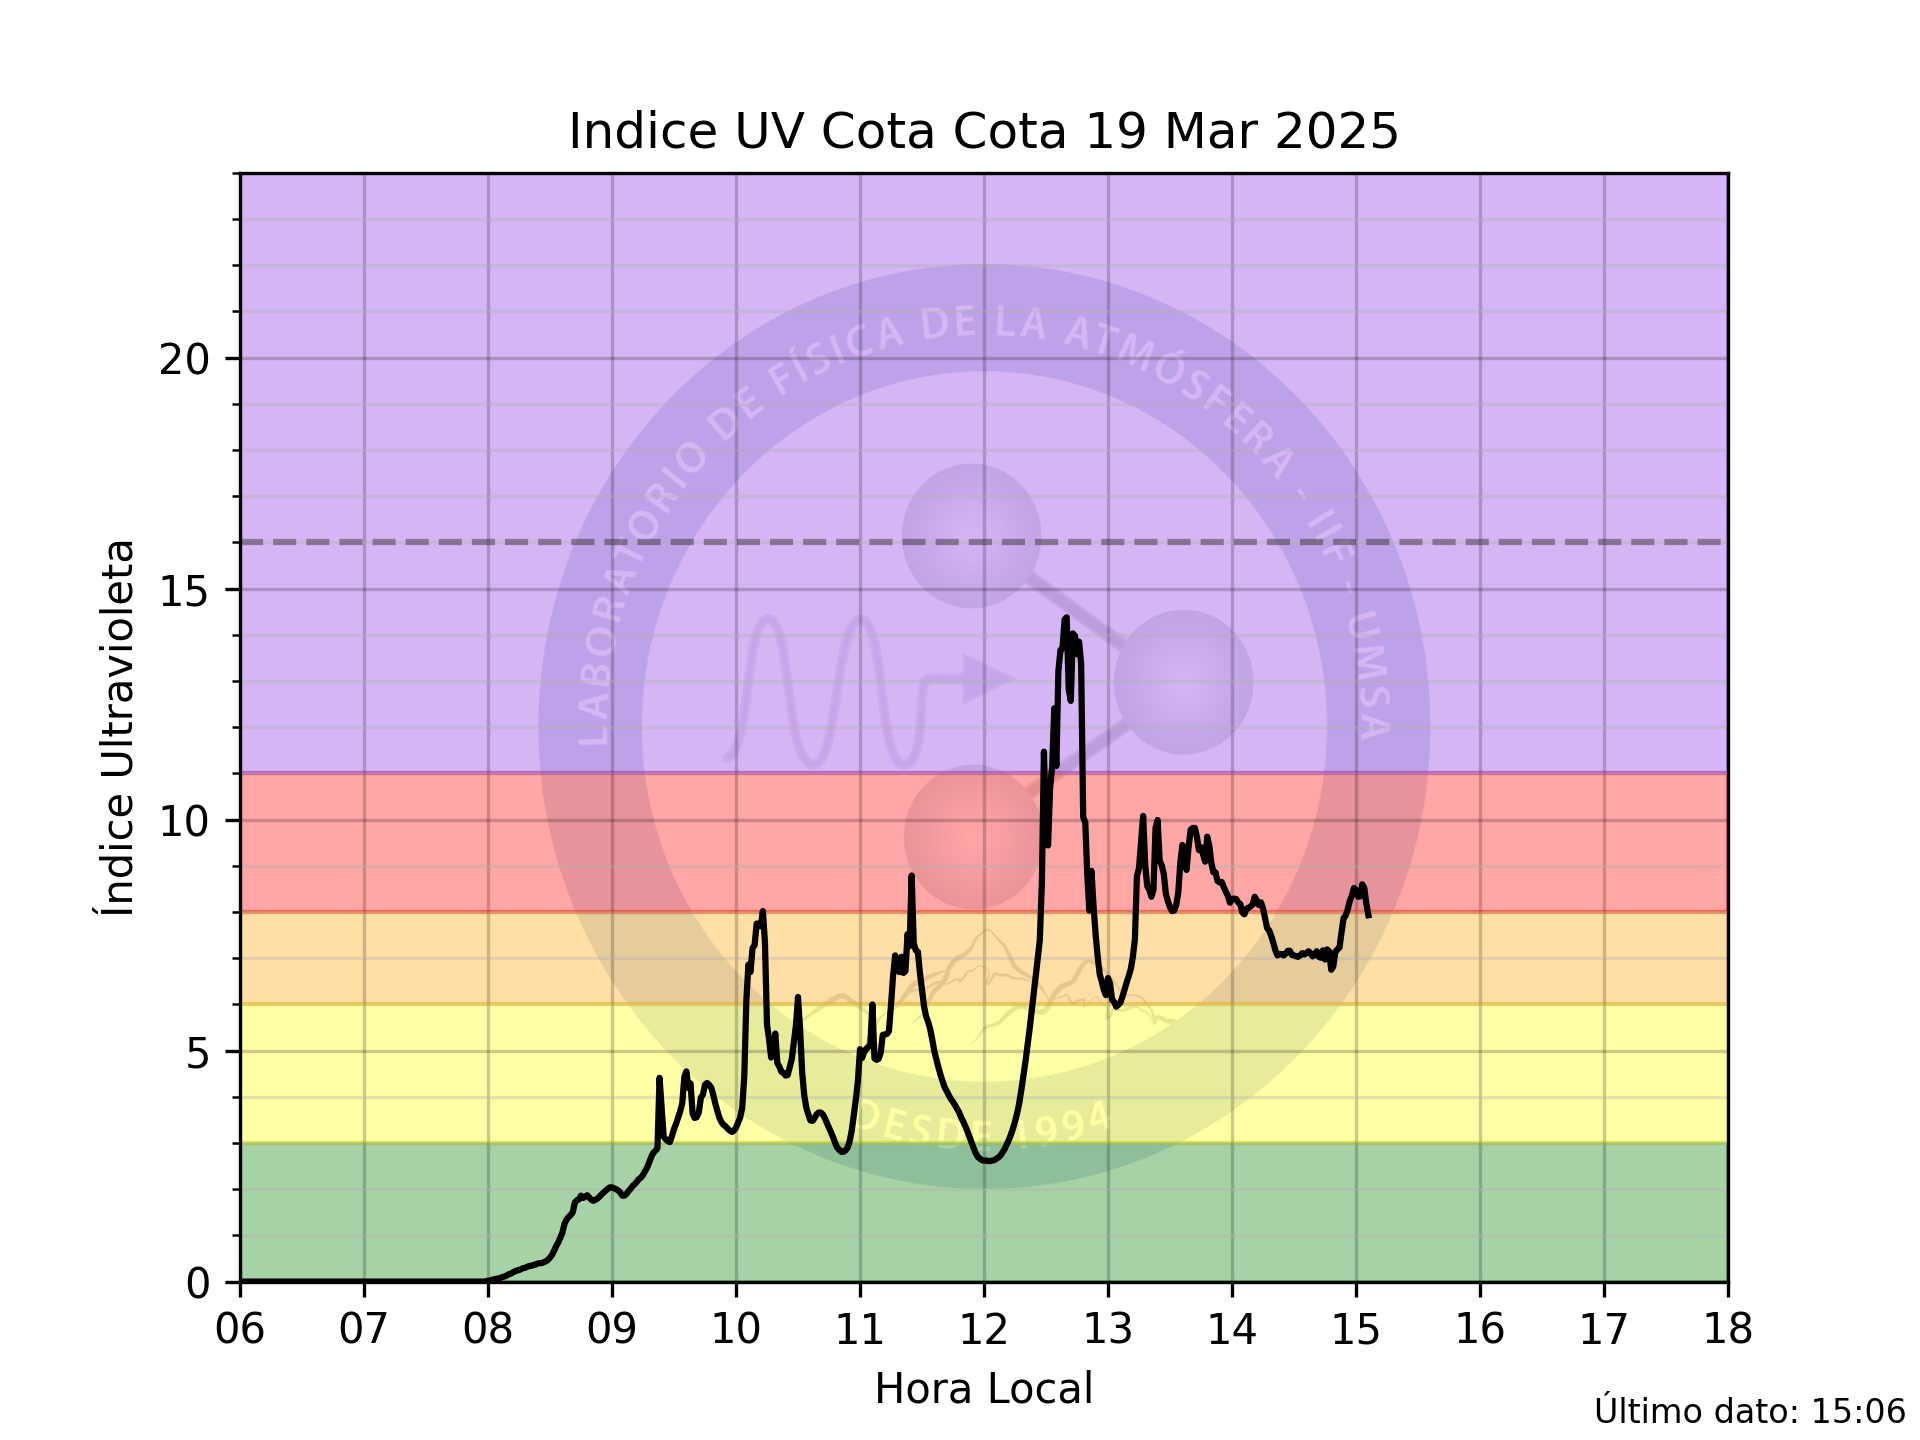 Indice UV Cota Cota 19 Mar 2025
LABORATORIO DE FÍSICA DE LA ATMÓSFERA - IIF - UMSA
DESDE 1994
Índice Ultravioleta
20
15
10
5
0
06 07 08 09 10 11 12 13 14 15 16 17 18
Hora Local
Último dato: 15:06